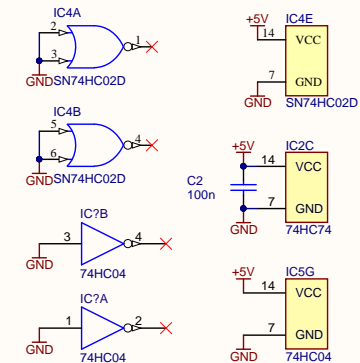 IC4A
2
1
3
GND
SN74HC02D
IC4B
5
4
6
GND
SN74HC02D
IC?B
3
4
GND
74HC04
IC?A
1
2
GND
74HC04
+5V
IC4E
14
VCC
7
GND
GND
SN74HC02D
+5V
IC2C
14
VCC
C2
100n
7
GND
GND
74HC74
+5V
IC5G
14
VCC
7
GND
GND
74HC04